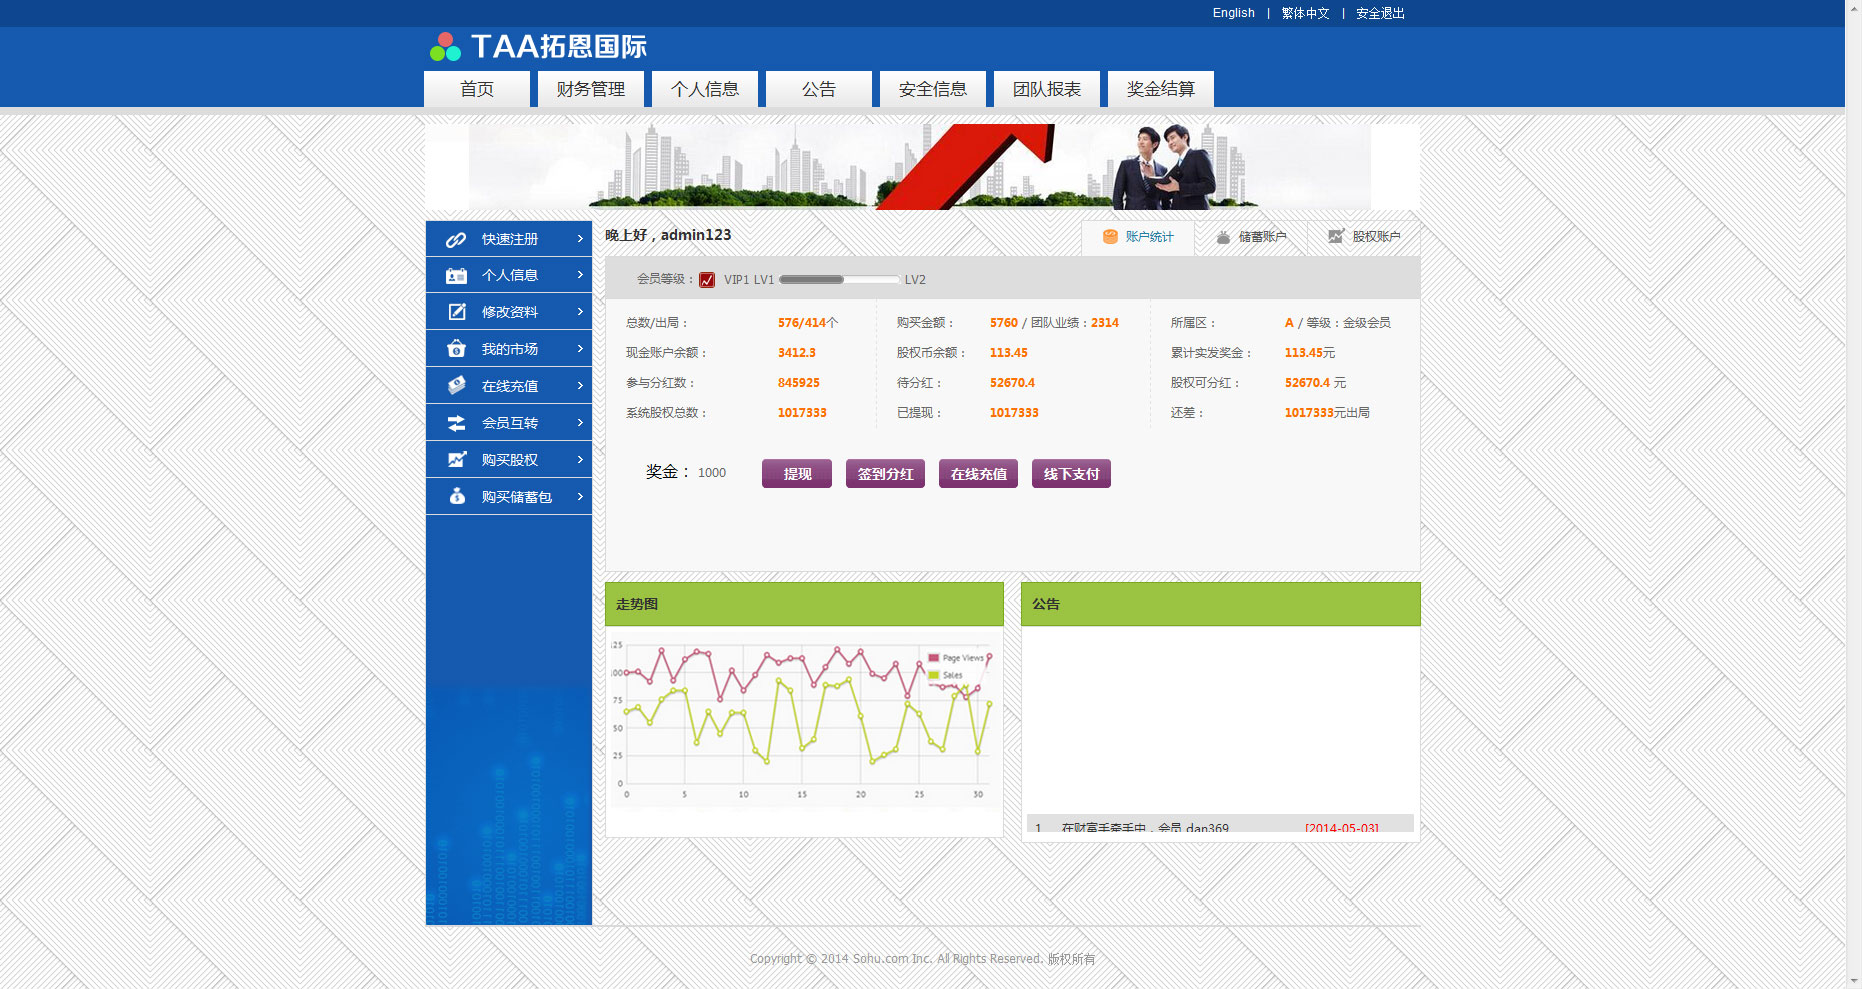 English | 繁体中文 | 安全退出
TAA拓恩国际
首页 财务管理 个人信息 公告 安全信息 团队报表 奖金结算
快速注册
个人信息
修改资料
我的市场
在线充值
会员互转
购买股权
购买储蓄包
晚上好，admin123
账户统计 储蓄账户 股权账户
会员等级： VIP1 LV1 LV2
总数/出局： 576/414个 购买金额： 5760 / 团队业绩：2314 所属区： A / 等级：金级会员
现金账户余额： 3412.3 股权币余额： 113.45 累计实发奖金： 113.45元
参与分红数： 845925 待分红： 52670.4 股权可分红： 52670.4 元
系统股权总数： 1017333 已提现： 1017333 还差： 1017333元出局
奖金： 1000 提现 签到分红 在线充值 线下支付
走势图
125
100
75
50
25
0
0 5 10 15 20 25 30
Page Views
Sales
公告
1 在财富手牵手中，会员 dan369 [2014-05-03]
Copyright © 2014 Sohu.com Inc. All Rights Reserved. 版权所有